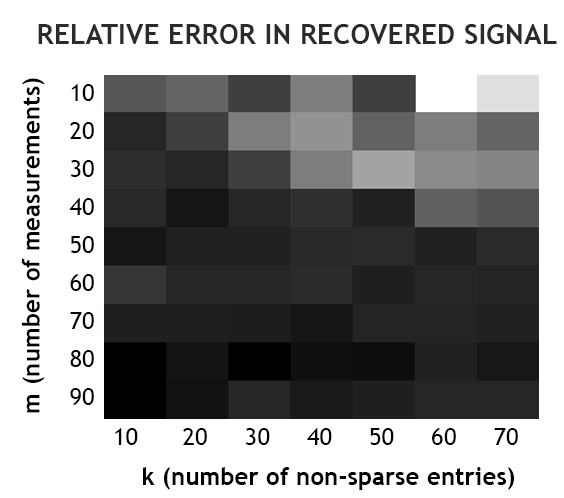 RELATIVE ERROR IN RECOVERED SIGNAL
m (number of measurements)
10
20
30
40
50
60
70
80
90
10 20 30 40 50 60 70
k (number of non-sparse entries)